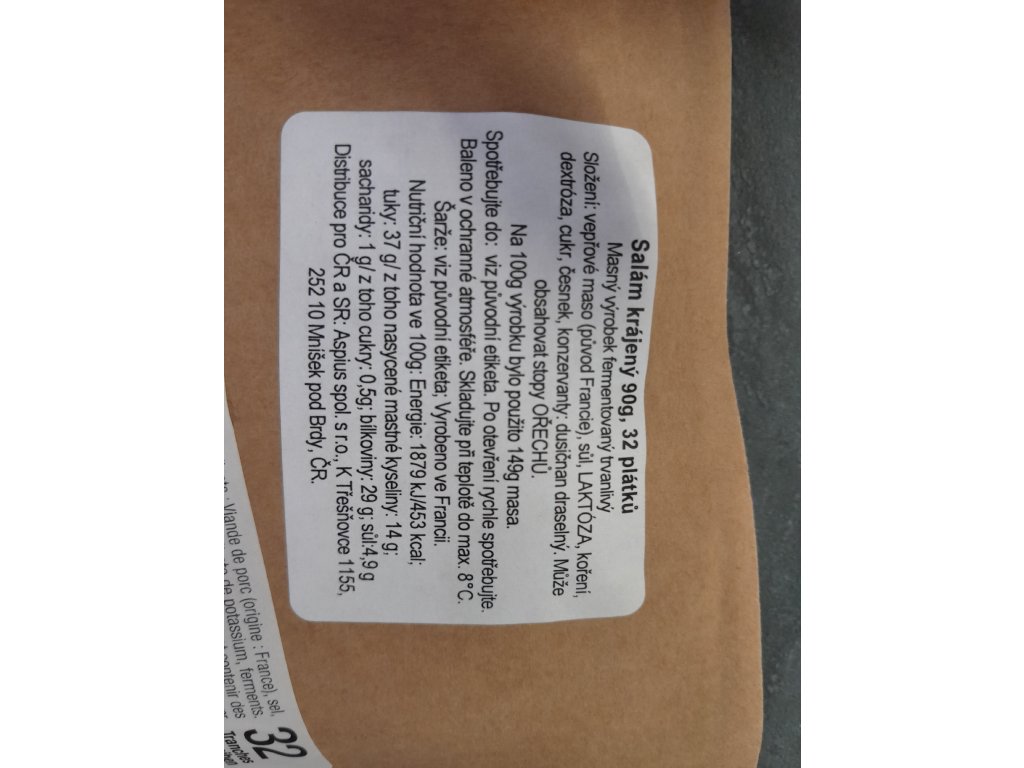 Salám krájený 90g, 32 plátků
Masný výrobek fermentovaný trvanlivý
Složení: vepřové maso (původ Francie), sůl, LAKTÓZA, koření,
dextróza, cukr, česnek, konzervanty: dusičnan draselný. Může
obsahovat stopy OŘECHŮ.
Na 100g výrobku bylo použito 149g masa.
Spotřebujte do: viz původní etiketa. Po otevření rychle spotřebujte.
Baleno v ochranné atmosféře. Skladujte při teplotě do max. 8°C.
Šarže: viz původní etiketa; Vyrobeno ve Francii.
Nutriční hodnota ve 100g: Energie: 1879 kJ/453 kcal;
tuky: 37 g/ z toho nasycené mastné kyseliny: 14 g;
sacharidy: 1 g/ z toho cukry: 0,5g; bílkoviny: 29 g; sůl:4,9 g
Distribuce pro ČR a SR: Aspius spol. s r.o., K Třešňovce 1155,
252 10 Mníšek pod Brdy, ČR.
: Viande de porc (origine : France), sel,
de potassium, ferments.
contenir des
32
Tranches